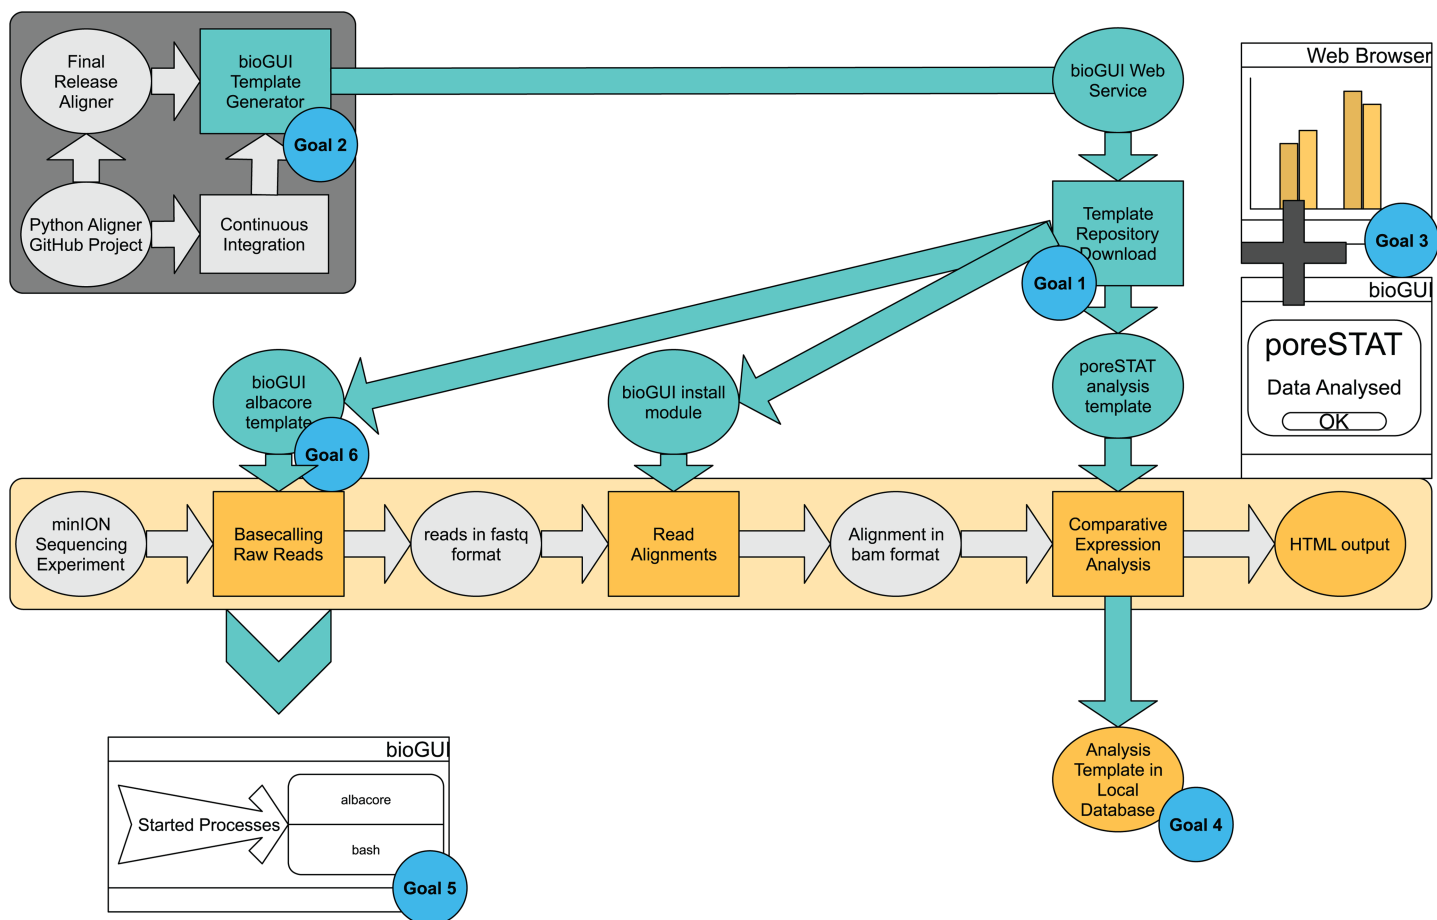 Final
Release
Aligner
bioGUI
Template
Generator
Goal 2
Python Aligner
GitHub Project
Continuous
Integration
bioGUI Web
Service
Template
Repository
Download
Goal 1
Web Browser
Goal 3
bioGUI
poreSTAT
Data Analysed
OK
bioGUI
albacore
template
Goal 6
bioGUI install
module
poreSTAT
analysis
template
minION
Sequencing
Experiment
Basecalling
Raw Reads
reads in fastq
format
Read
Alignments
Alignment in
bam format
Comparative
Expression
Analysis
HTML output
bioGUI
Started Processes
albacore
bash
Goal 5
Analysis
Template in
Local
Database
Goal 4